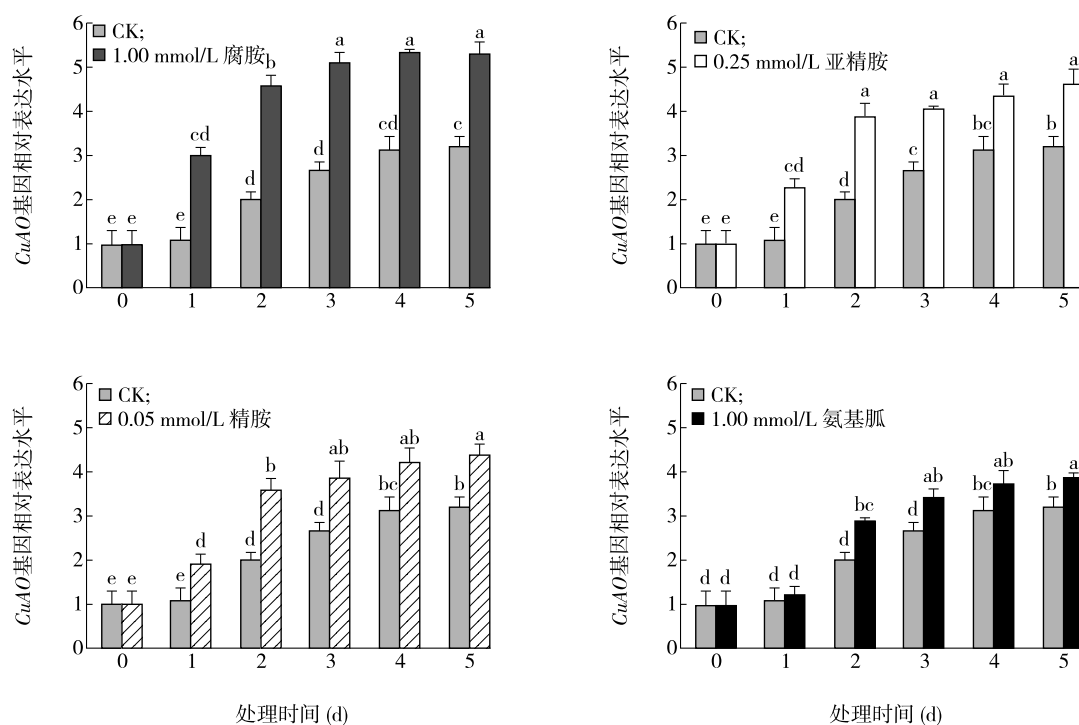 CuAO基因相对表达水平
6
5
4
3
2
1
0
CK;
1.00 mmol/L 腐胺
e e e cd d b d a cd a c a
0 1 2 3 4 5
CuAO基因相对表达水平
6
5
4
3
2
1
0
CK;
0.25 mmol/L 亚精胺
e e e cd d a c a bc a b a
0 1 2 3 4 5
CuAO基因相对表达水平
6
5
4
3
2
1
0
CK;
0.05 mmol/L 精胺
e e e d d b d ab bc ab b a
0 1 2 3 4 5
处理时间 (d)
CuAO基因相对表达水平
6
5
4
3
2
1
0
CK;
1.00 mmol/L 氨基胍
d d d d d bc d ab bc ab b a
0 1 2 3 4 5
处理时间 (d)